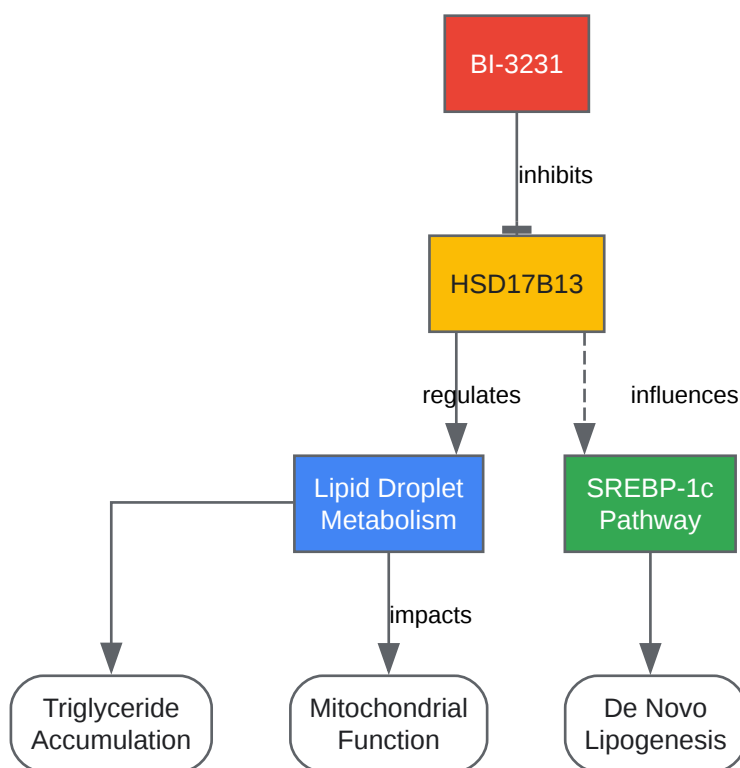 BI-3231
inhibits
HSD17B13
regulates
influences
Lipid Droplet
Metabolism
SREBP-1c
Pathway
impacts
Triglyceride
Accumulation
Mitochondrial
Function
De Novo
Lipogenesis